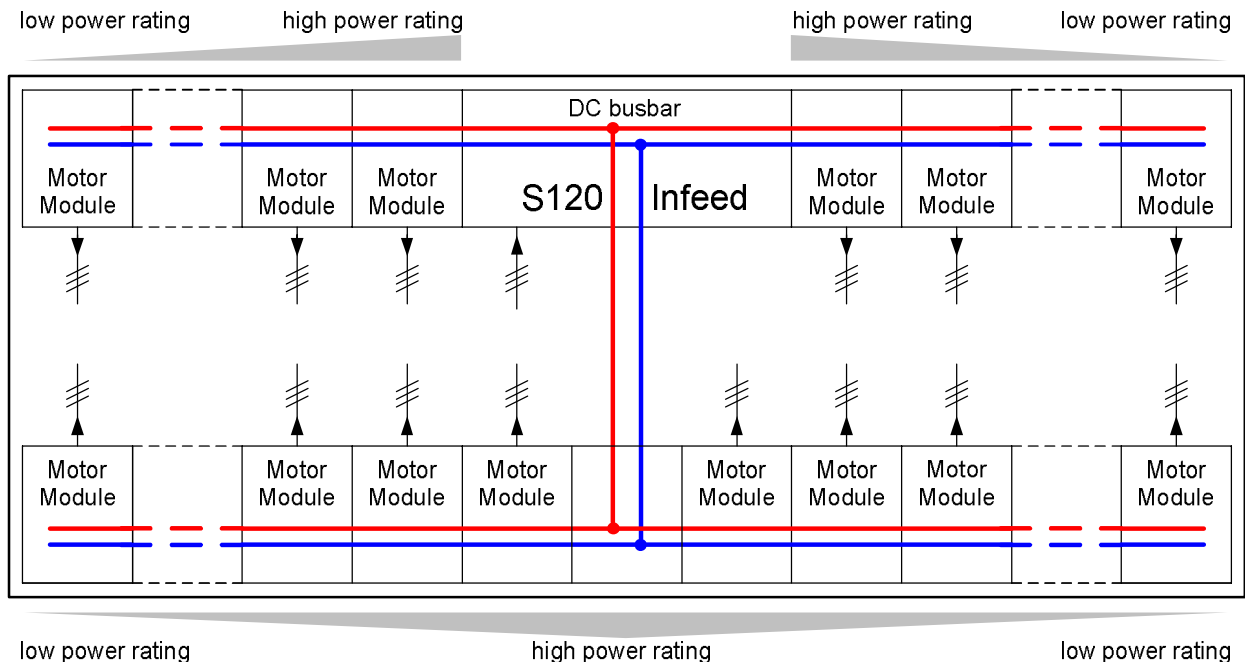 low power rating high power rating high power rating low power rating
DC busbar
S120 Infeed
Motor Module Motor Module Motor Module Motor Module Motor Module Motor Module
Motor Module Motor Module Motor Module Motor Module Motor Module Motor Module Motor Module Motor Module
low power rating high power rating low power rating